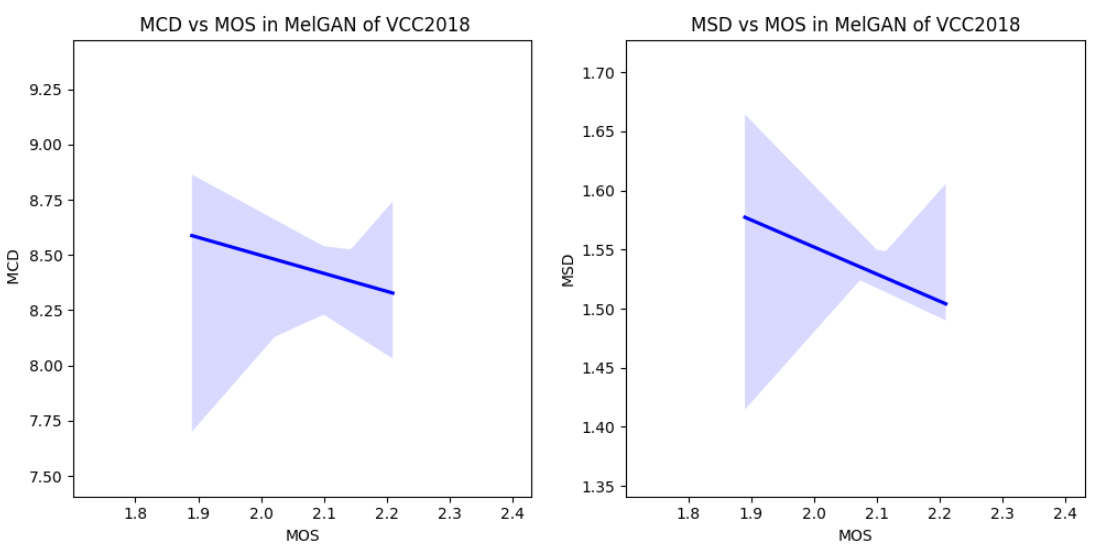 MCD vs MOS in MelGAN of VCC2018
9.25
9.00
8.75
8.50
8.25
8.00
7.75
7.50
MCD
1.8 1.9 2.0 2.1 2.2 2.3 2.4
MOS
MSD vs MOS in MelGAN of VCC2018
1.70
1.65
1.60
1.55
1.50
1.45
1.40
1.35
MSD
1.8 1.9 2.0 2.1 2.2 2.3 2.4
MOS